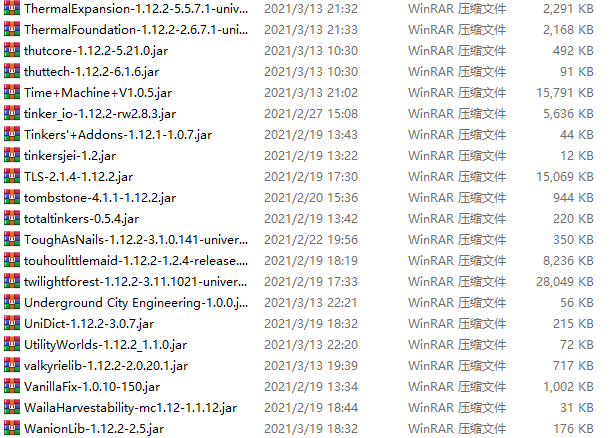 ThermalExpansion-1.12.2-5.5.7.1-univ... 2021/3/13 21:32 WinRAR 压缩文件 2,291 KB
ThermalFoundation-1.12.2-2.6.7.1-uni... 2021/3/13 21:33 WinRAR 压缩文件 2,168 KB
thutcore-1.12.2-5.21.0.jar 2021/3/13 10:30 WinRAR 压缩文件 492 KB
thuttech-1.12.2-6.1.6.jar 2021/3/13 10:30 WinRAR 压缩文件 91 KB
Time+Machine+V1.0.5.jar 2021/3/13 21:02 WinRAR 压缩文件 15,791 KB
tinker_io-1.12.2-rw2.8.3.jar 2021/2/27 15:08 WinRAR 压缩文件 5,636 KB
Tinkers'+Addons-1.12.1-1.0.7.jar 2021/2/19 13:43 WinRAR 压缩文件 44 KB
tinkersjei-1.2.jar 2021/2/19 13:22 WinRAR 压缩文件 12 KB
TLS-2.1.4-1.12.2.jar 2021/2/19 17:30 WinRAR 压缩文件 15,069 KB
tombstone-4.1.1-1.12.2.jar 2021/2/20 15:36 WinRAR 压缩文件 944 KB
totaltinkers-0.5.4.jar 2021/2/19 13:42 WinRAR 压缩文件 220 KB
ToughAsNails-1.12.2-3.1.0.141-univer... 2021/2/22 19:56 WinRAR 压缩文件 350 KB
touhoulittlemaid-1.12.2-1.2.4-release.... 2021/2/19 18:19 WinRAR 压缩文件 8,236 KB
twilightforest-1.12.2-3.11.1021-univer... 2021/2/19 17:33 WinRAR 压缩文件 28,049 KB
Underground City Engineering-1.0.0.j... 2021/3/13 22:21 WinRAR 压缩文件 56 KB
UniDict-1.12.2-3.0.7.jar 2021/3/19 18:32 WinRAR 压缩文件 215 KB
UtilityWorlds-1.12.2_1.1.0.jar 2021/3/13 22:20 WinRAR 压缩文件 72 KB
valkyrielib-1.12.2-2.0.20.1.jar 2021/3/13 19:39 WinRAR 压缩文件 717 KB
VanillaFix-1.0.10-150.jar 2021/2/19 13:34 WinRAR 压缩文件 1,002 KB
WailaHarvestability-mc1.12-1.1.12.jar 2021/2/19 18:44 WinRAR 压缩文件 31 KB
WanionLib-1.12.2-2.5.jar 2021/3/19 18:32 WinRAR 压缩文件 176 KB